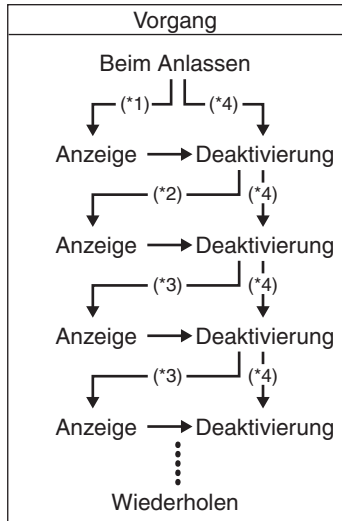 Vorgang
Beim Anlassen
(*1) (*4)
Anzeige Deaktivierung
(*2) (*4)
Anzeige Deaktivierung
(*3) (*4)
Anzeige Deaktivierung
(*3) (*4)
Anzeige Deaktivierung
Wiederholen